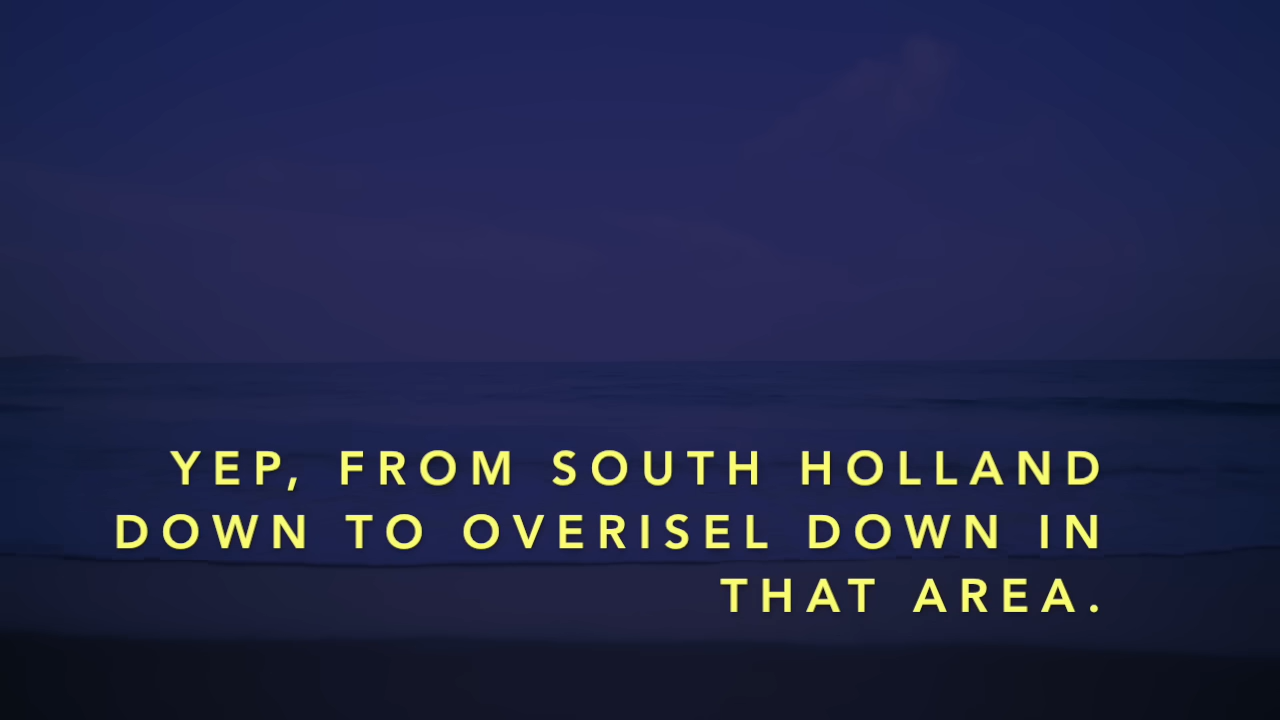 YEP, FROM SOUTH HOLLAND
DOWN TO OVERISEL DOWN IN
THAT AREA.